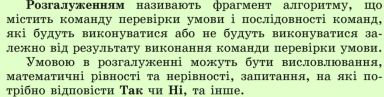 Розгалуженням називають фрагмент алгоритму, що
містить команду перевірки умови і послідовності команд,
які будуть виконуватися або не будуть виконуватися за-
лежно від результату виконання команди перевірки умови.
Умовою в розгалуженні можуть бути висловлювання,
математичні рівності та нерівності, запитання, на які по-
трібно відповісти Так чи Ні, та інше.